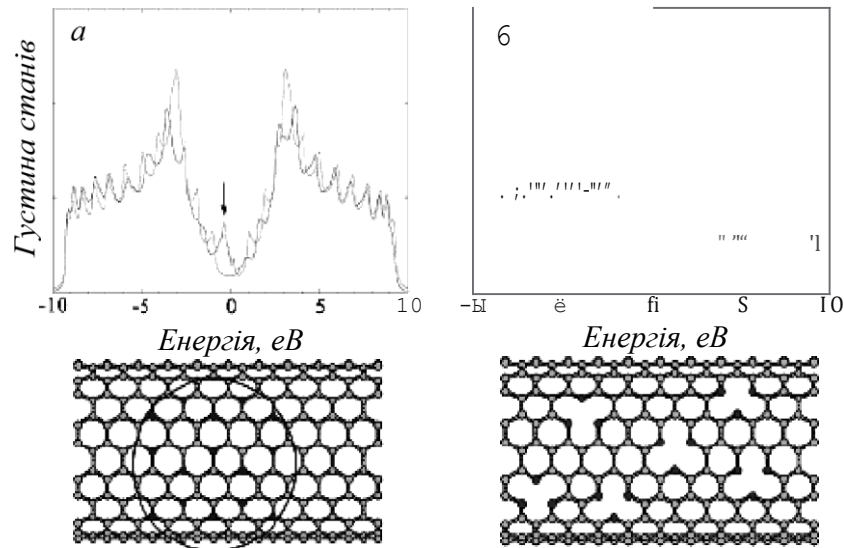 а
б
Густина станів
-10 -5 0 5 10
10
Енергія, еВ
Енергія, еВ